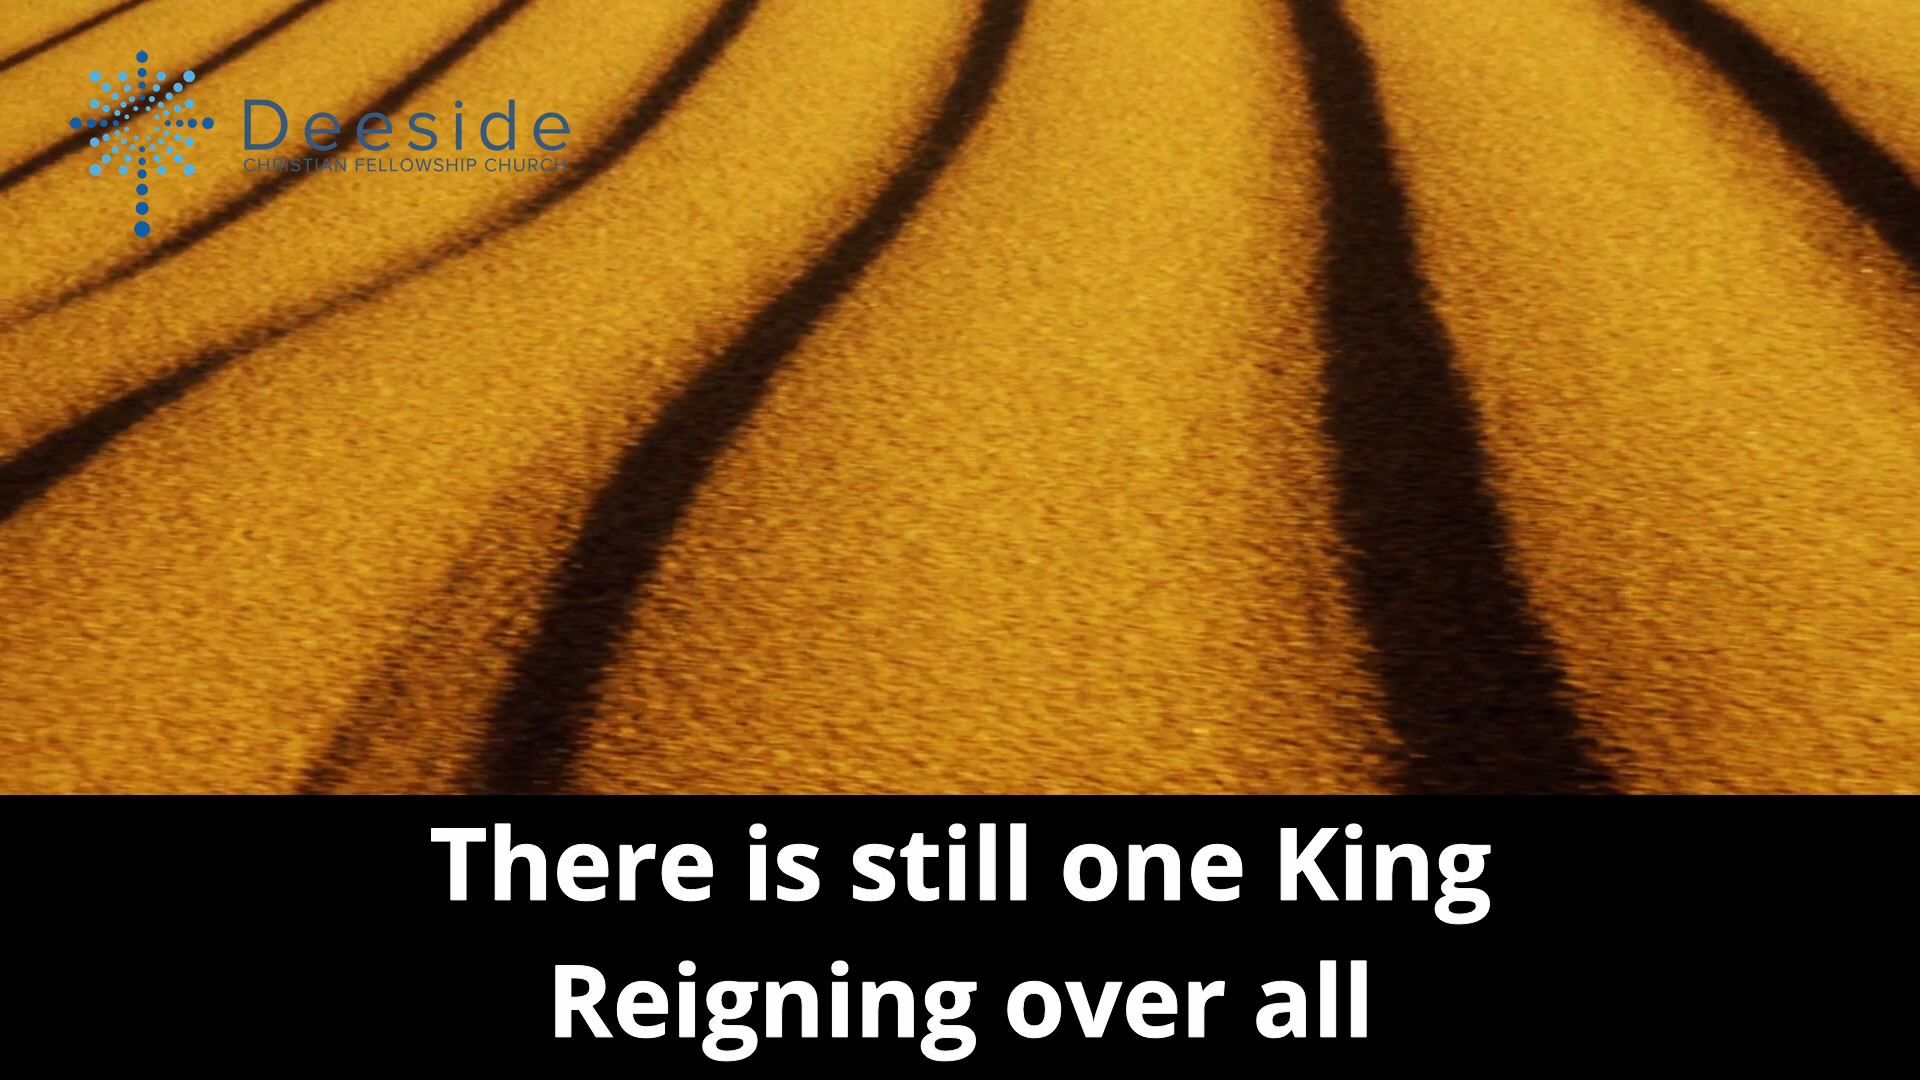 Deeside
CHRISTIAN FELLOWSHIP CHURCH
There is still one King
Reigning over all